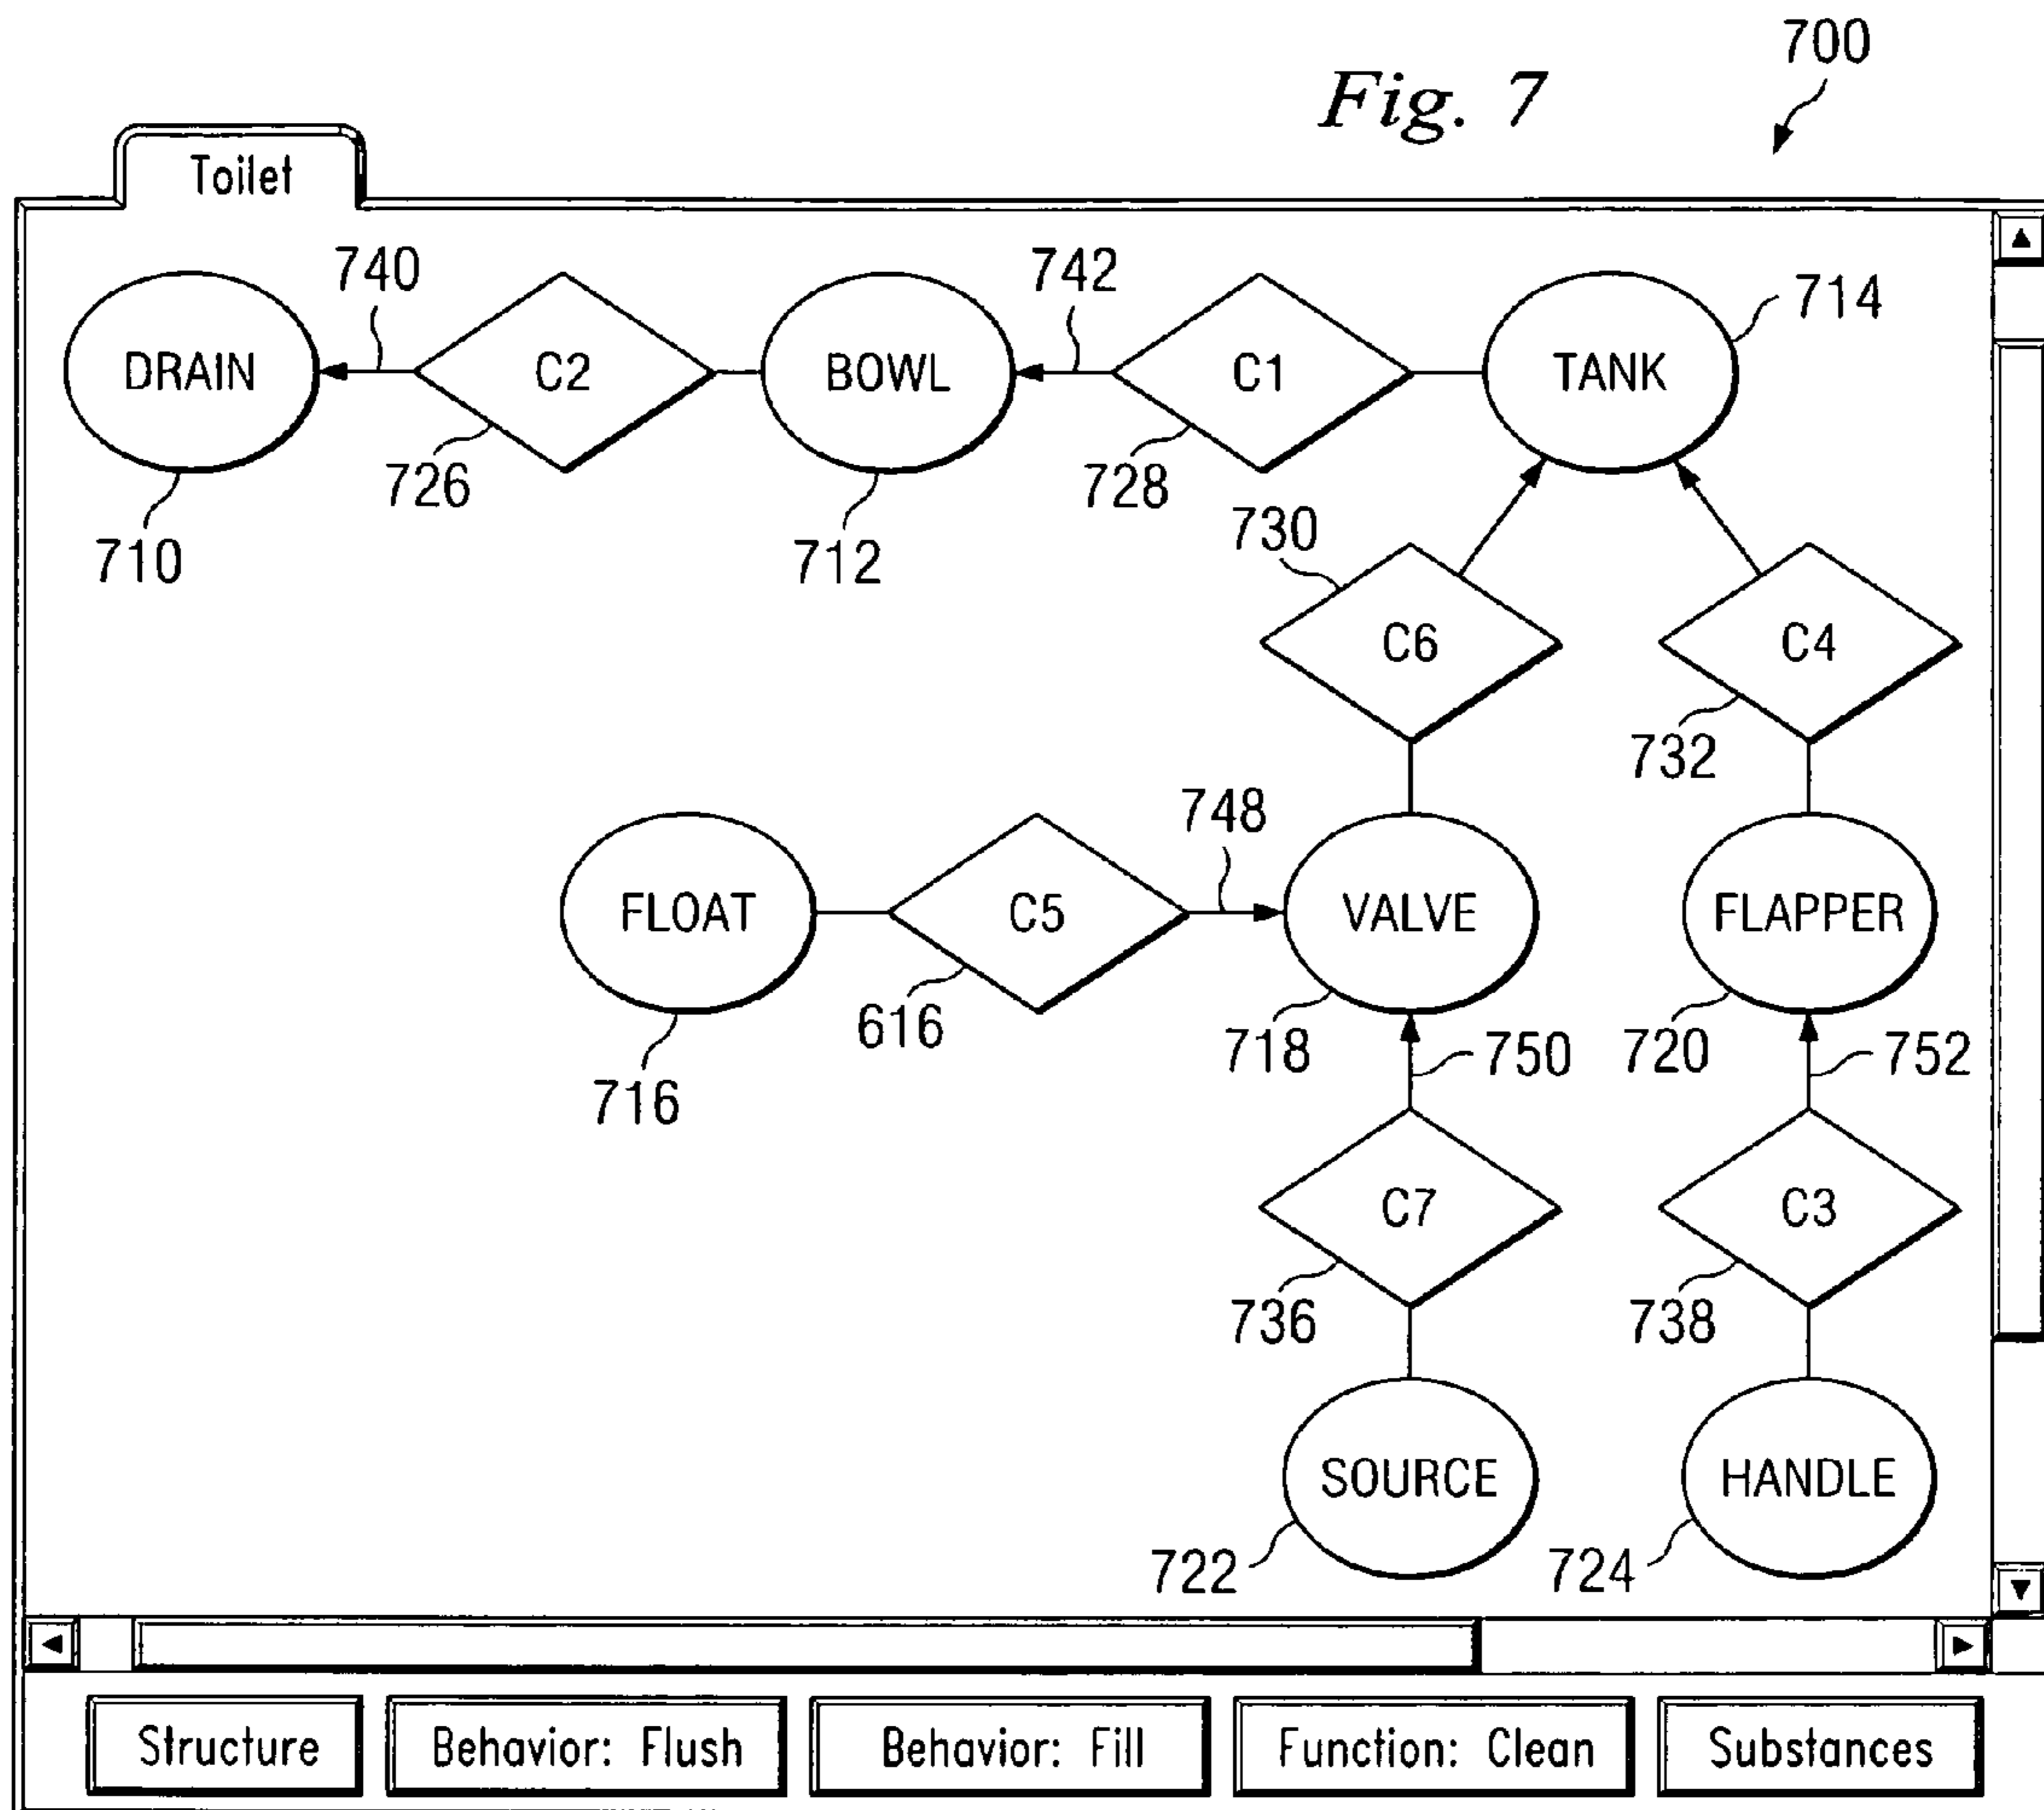 700
Fig. 7
Toilet
740
742
714
DRAIN
C2
BOWL
C1
TANK
726
728
710
712
730
C6
C4
732
748
FLOAT
C5
VALVE
FLAPPER
616
718
750
720
752
716
C7
C3
736
738
SOURCE
HANDLE
722
724
Structure
Behavior: Flush
Behavior: Fill
Function: Clean
Substances